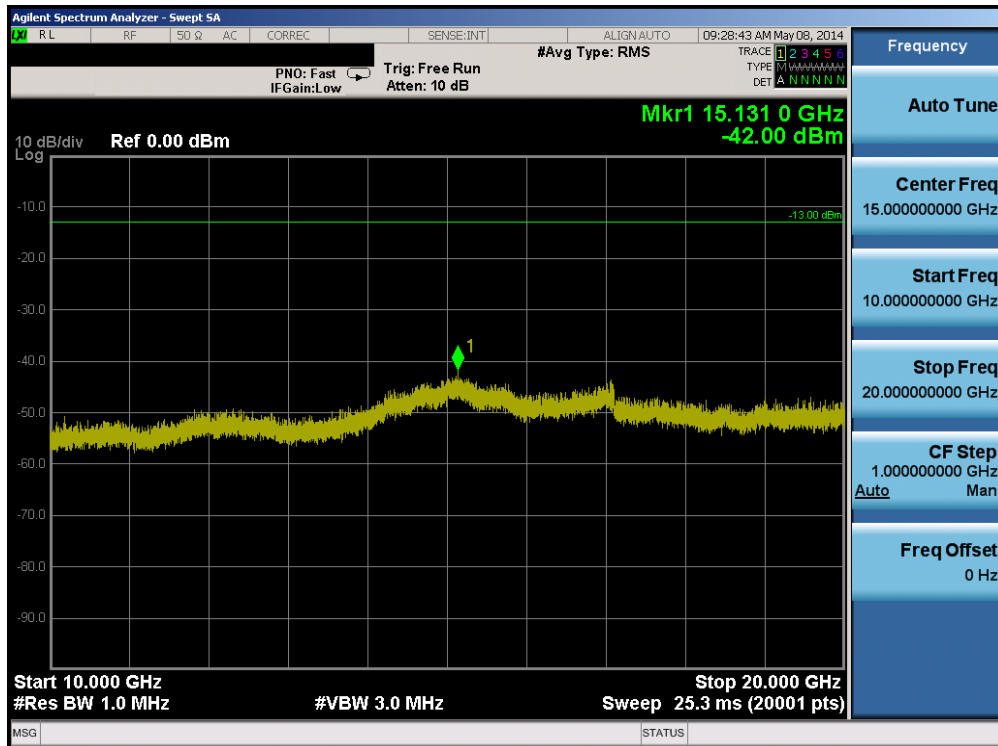 Agilent Spectrum Analyzer - Swept SA
LXI RL RF 50 Ω AC CORREC SENSE:INT ALIGN AUTO 09:28:43 AM May 08, 2014
#Avg Type: RMS TRACE 1 2 3 4 5 6
PNO: Fast Trig: Free Run TYPE M WWWWW
IFGain:Low Atten: 10 dB DET A N N N N N
Mkr1 15.131 0 GHz
-42.00 dBm
10 dB/div Ref 0.00 dBm
Log
-10.0
-13.00 dBm
-20.0
-30.0
1
-40.0
-50.0
-60.0
-70.0
-80.0
-90.0
Start 10.000 GHz Stop 20.000 GHz
#Res BW 1.0 MHz #VBW 3.0 MHz Sweep 25.3 ms (20001 pts)
MSG STATUS
Frequency
Auto Tune
Center Freq
15.000000000 GHz
Start Freq
10.000000000 GHz
Stop Freq
20.000000000 GHz
CF Step
1.000000000 GHz
Auto Man
Freq Offset
0 Hz